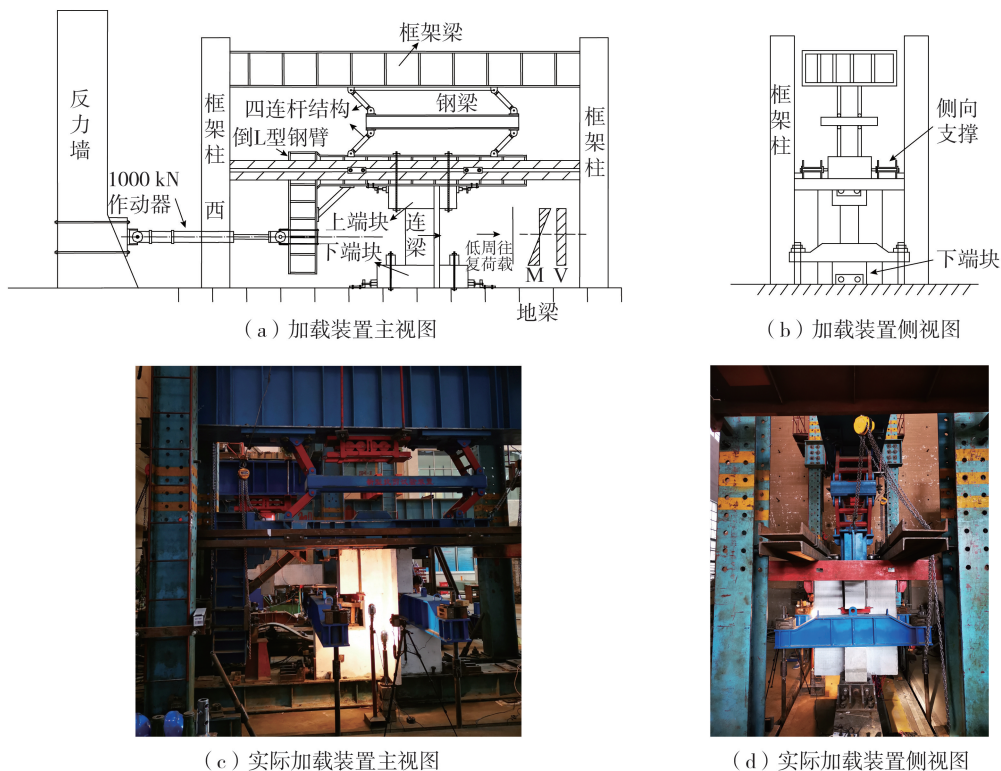 框架梁
反力墙
框架柱
四连杆结构
钢梁
倒L型钢臂
框架柱
1000 kN
作动器
西
上端块
连梁
下端块
低周往
复荷载
M V
地梁
(a)加载装置主视图
框架柱
侧向
支撑
下端块
(b)加载装置侧视图
(c)实际加载装置主视图
(d)实际加载装置侧视图